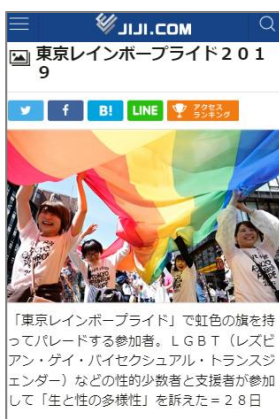 JIJI.COM
東京レインボープライド２０１
９
B!
LINE
アクセス
ランキング
「東京レインボープライド」で虹色の旗を持
ってパレードする参加者。ＬＧＢＴ（レズビ
アン・ゲイ・バイセクシュアル・トランスジ
ェンダー）などの性的少数者と支援者が参加
して「生と性の多様性」を訴えた＝２８日